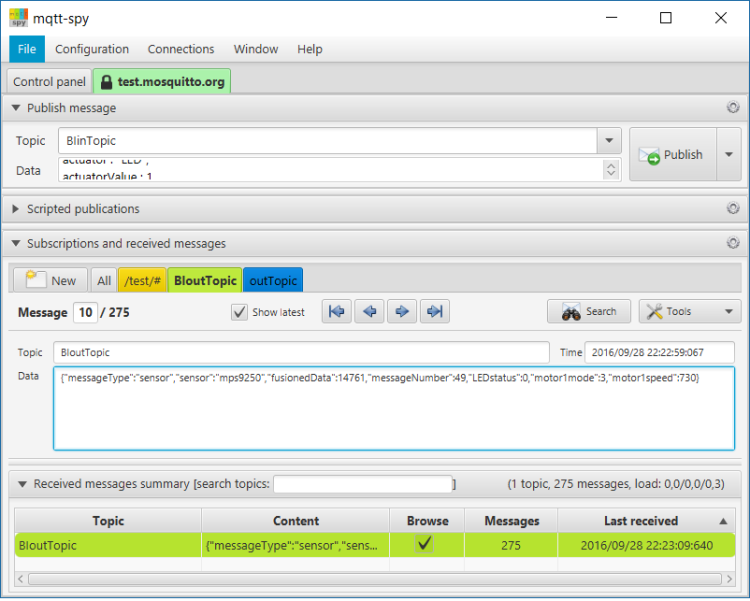 mqtt-spy
File Configuration Connections Window Help
Control panel test.mosquitto.org
Publish message
Topic BIinTopic Publish
Data actuator : "LED",
actuatorValue : 1
Scripted publications
Subscriptions and received messages
New All /test/# BIoutTopic outTopic
Message 10 / 275 Show latest Search Tools
Topic BIoutTopic Time 2016/09/28 22:22:59:067
Data {"messageType":"sensor","sensor":"mps9250","fusionedData":14761,"messageNumber":49,"LEDstatus":0,"motor1mode":3,"motor1speed":730}
Received messages summary [search topics: ] (1 topic, 275 messages, load: 0,0/0,0/0,3)
Topic Content Browse Messages Last received
BIoutTopic {"messageType":"sensor","sens... 275 2016/09/28 22:23:09:640